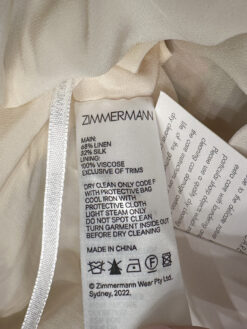 ZIMMERMANN
MAIN:
68% LINEN
32% SILK
LINING:
100% VISCOSE
EXCLUSIVE OF TRIMS
DRY CLEAN ONLY CODE F
WITH PROTECTIVE BAG
COOL IRON WITH
PROTECTIVE CLOTH
LIGHT STEAM ONLY
DO NOT SPOT CLEAN
TURN GARMENT INSIDE OUT
BEFORE DRY CLEANING
MADE IN CHINA
© Zimmermann Wear Pty Ltd.
Sydney, 2022.